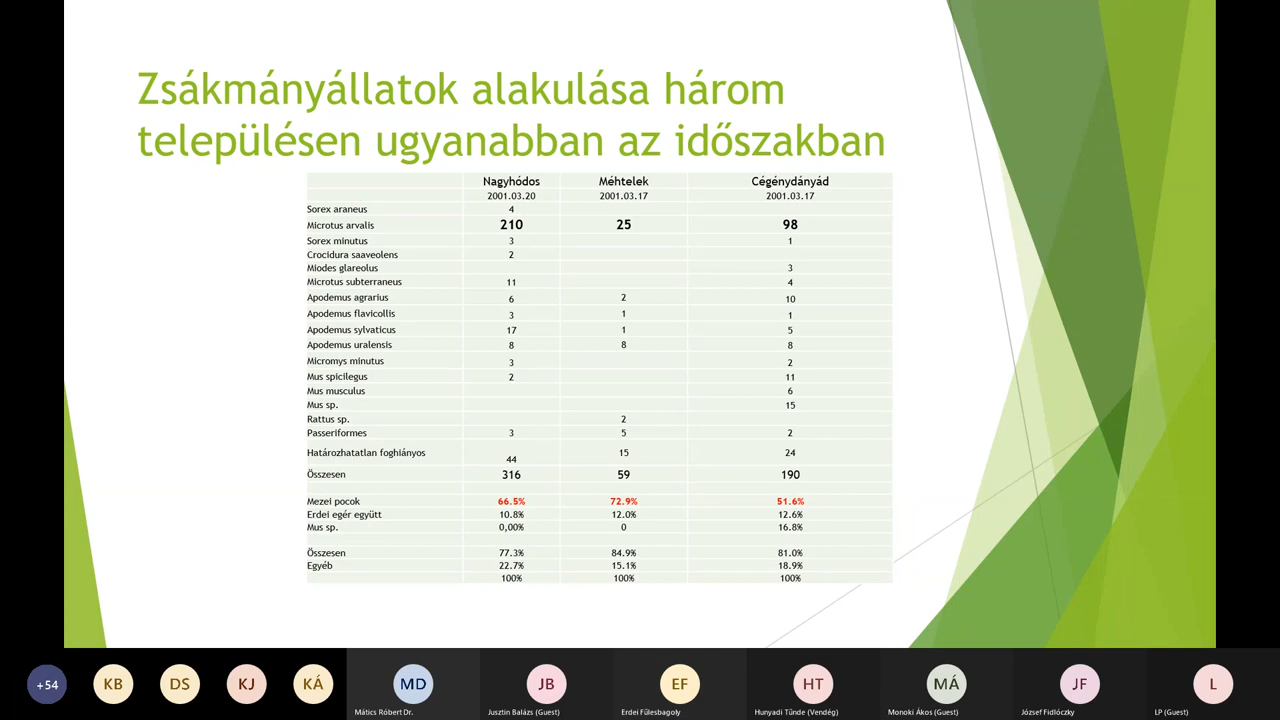 Zsákmányállatok alakulása három
településen ugyanabban az időszakban
Nagyhódos Méhtelek Cégénydányád
2001.03.20 2001.03.17 2001.03.17
Sorex araneus 4
Microtus arvalis 210 25 98
Sorex minutus 3 1
Crocidura saaveolens 2
Miodes glareolus 3
Microtus subterraneus 11 4
Apodemus agrarius 6 2 10
Apodemus flavicollis 3 1 1
Apodemus sylvaticus 17 1 5
Apodemus uralensis 8 8 8
Micromys minutus 3 2
Mus spicilegus 2 11
Mus musculus 6
Mus sp. 15
Rattus sp. 2
Passeriformes 3 5 2
Határozhatatlan foghiányos 44 15 24
Összesen 316 59 190
Mezei pocok 66.5% 72.9% 51.6%
Erdei egér együtt 10.8% 12.0% 12.6%
Mus sp. 0,00% 0 16.8%
Összesen 77.3% 84.9% 81.0%
Egyéb 22.7% 15.1% 18.9%
100% 100% 100%
+54 KB DS KJ KÁ MD JB EF HT MÁ JF L
Mátics Róbert Dr. Jusztin Balázs (Guest) Erdei Fülesbagoly Hunyadi Tűnde (Vendég) Monoki Ákos (Guest) József Fidlóczky LP (Guest)